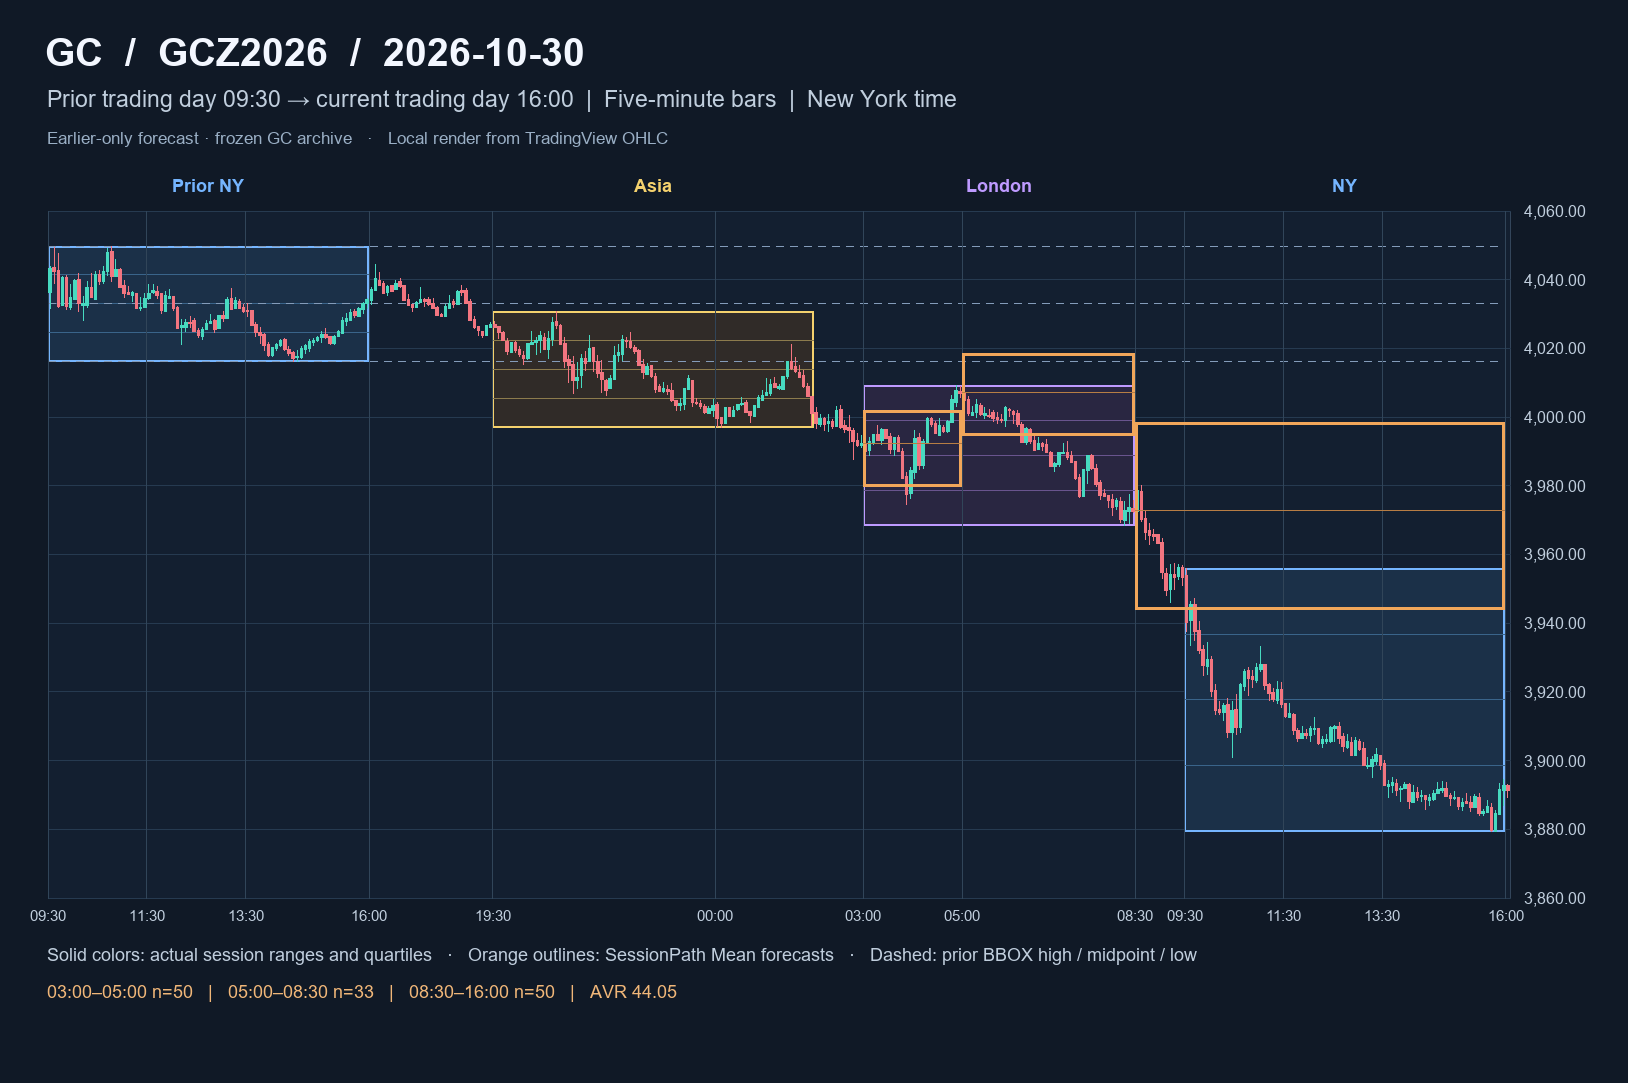 GC / GCZ2026 / 2026-10-30
Prior trading day 09:30 → current trading day 16:00 | Five-minute bars | New York time
Earlier-only forecast · frozen GC archive · Local render from TradingView OHLC
Prior NY Asia London NY
4,060.00
4,040.00
4,020.00
4,000.00
3,980.00
3,960.00
3,940.00
3,920.00
3,900.00
3,880.00
3,860.00
09:30 11:30 13:30 16:00 19:30 00:00 03:00 05:00 08:30 09:30 11:30 13:30 16:00
Solid colors: actual session ranges and quartiles · Orange outlines: SessionPath Mean forecasts · Dashed: prior BBOX high / midpoint / low
03:00–05:00 n=50 | 05:00–08:30 n=33 | 08:30–16:00 n=50 | AVR 44.05